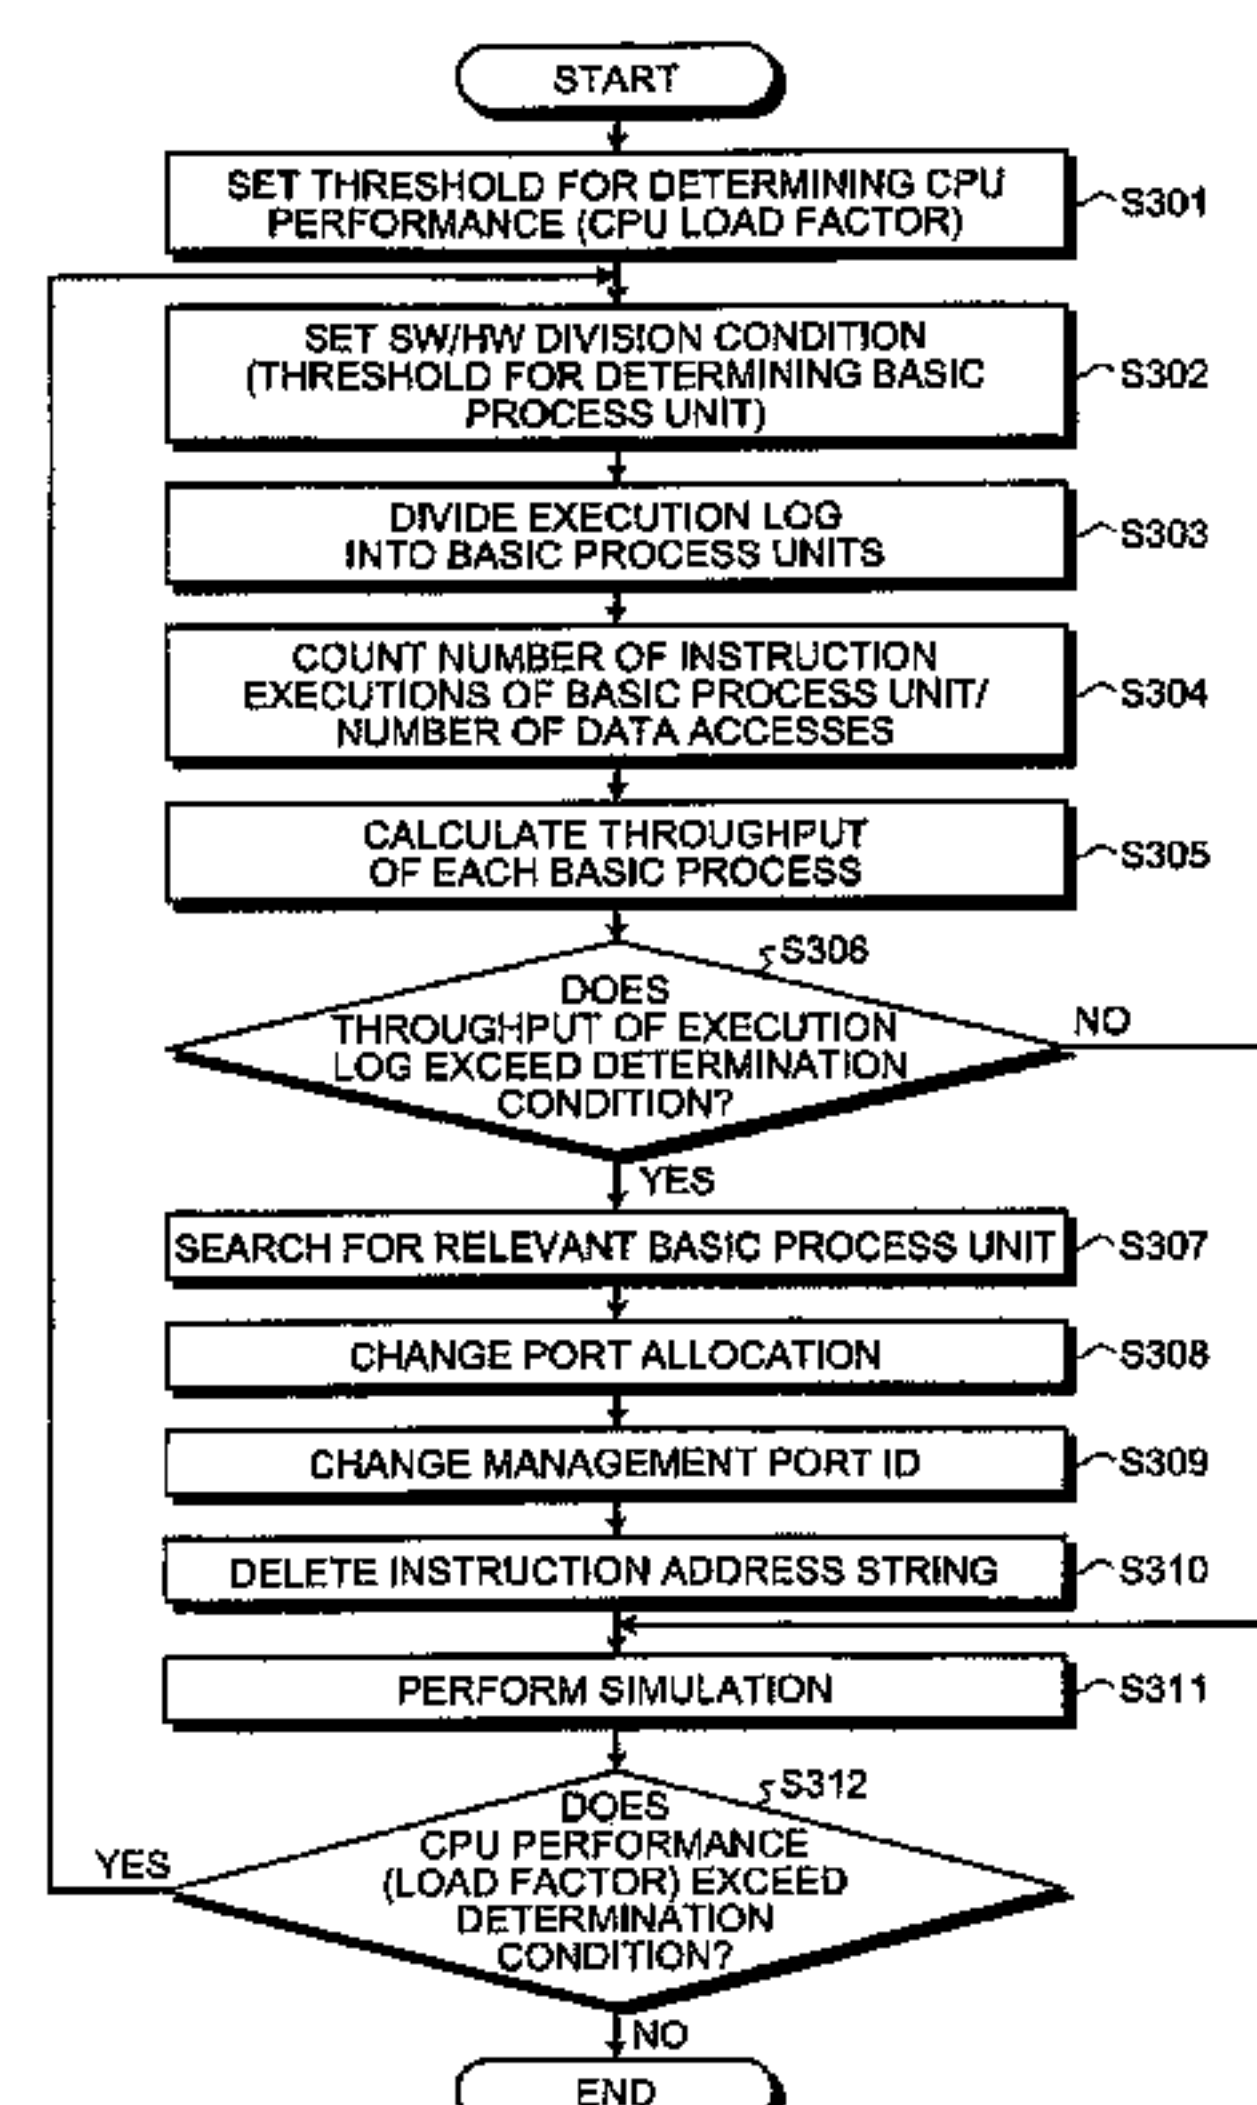 START
SET THRESHOLD FOR DETERMINING CPU
PERFORMANCE (CPU LOAD FACTOR)
S301
SET SW/HW DIVISION CONDITION
(THRESHOLD FOR DETERMINING BASIC
PROCESS UNIT)
S302
DIVIDE EXECUTION LOG
INTO BASIC PROCESS UNITS
S303
COUNT NUMBER OF INSTRUCTION
EXECUTIONS OF BASIC PROCESS UNIT/
NUMBER OF DATA ACCESSES
S304
CALCULATE THROUGHPUT
OF EACH BASIC PROCESS
S305
S306
DOES
THROUGHPUT OF EXECUTION
LOG EXCEED DETERMINATION
CONDITION?
NO
YES
SEARCH FOR RELEVANT BASIC PROCESS UNIT
S307
CHANGE PORT ALLOCATION
S308
CHANGE MANAGEMENT PORT ID
S309
DELETE INSTRUCTION ADDRESS STRING
S310
PERFORM SIMULATION
S311
S312
DOES
CPU PERFORMANCE
(LOAD FACTOR) EXCEED
DETERMINATION
CONDITION?
YES
NO
END